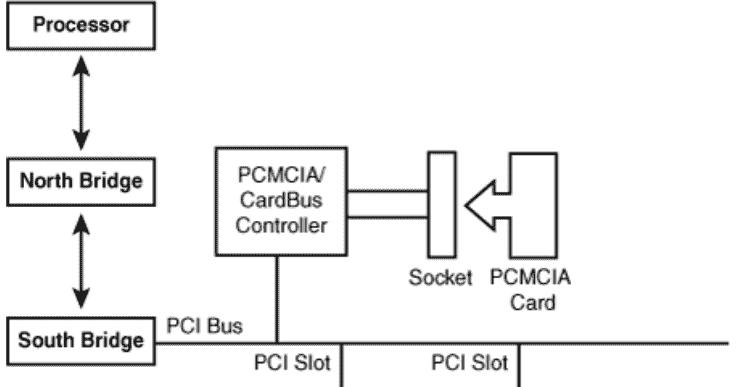 Processor
North Bridge
PCMCIA/
CardBus
Controller
Socket
PCMCIA
Card
South Bridge
PCI Bus
PCI Slot
PCI Slot